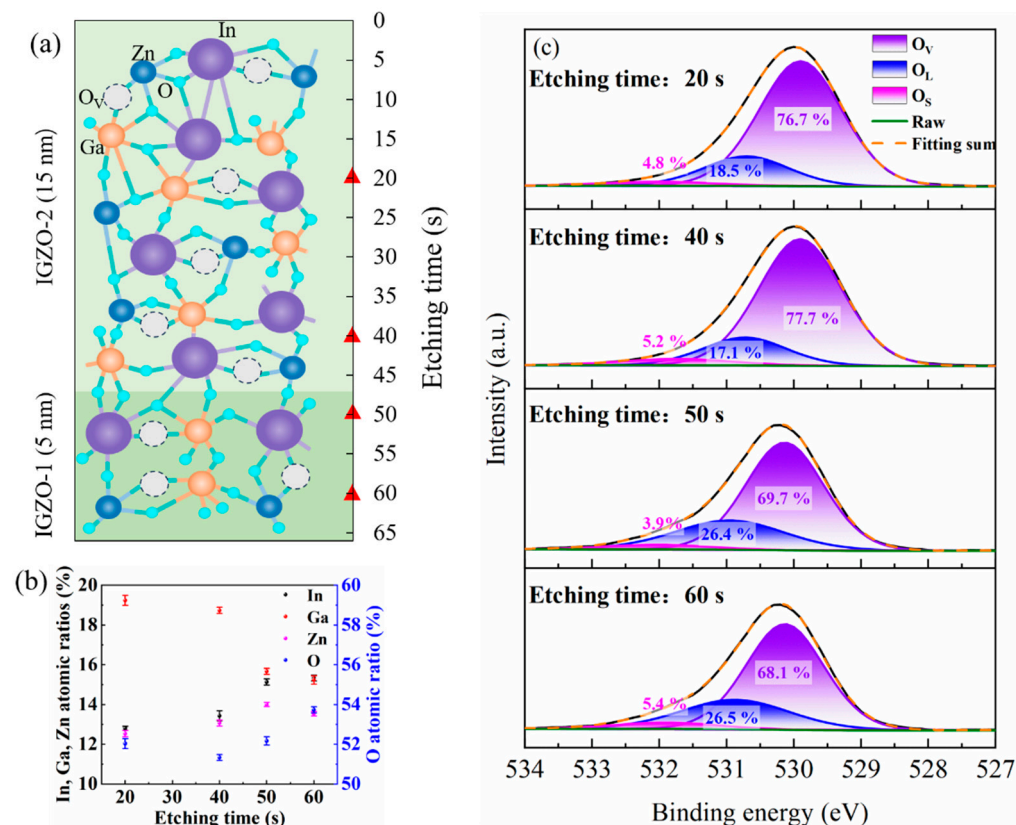 (a)
In
Zn
O
O_V
Ga
IGZO-2 (15 nm)
IGZO-1 (5 nm)
0
5
10
15
20
25
30
35
40
45
50
55
60
65
Etching time (s)
(b)
20
18
16
14
12
10
In, Ga, Zn atomic ratios (%)
In
Ga
Zn
O
60
58
56
54
52
50
O atomic ratio (%)
20 30 40 50 60
Etching time (s)
(c)
O_V
O_L
O_S
Raw
Fitting sum
Etching time: 20 s
76.7 %
4.8 %
18.5 %
Etching time: 40 s
77.7 %
5.2 %
17.1 %
Etching time: 50 s
69.7 %
3.9%
26.4 %
Etching time: 60 s
68.1 %
5.4 %
26.5 %
Intensity (a.u.)
534 533 532 531 530 529 528 527
Binding energy (eV)